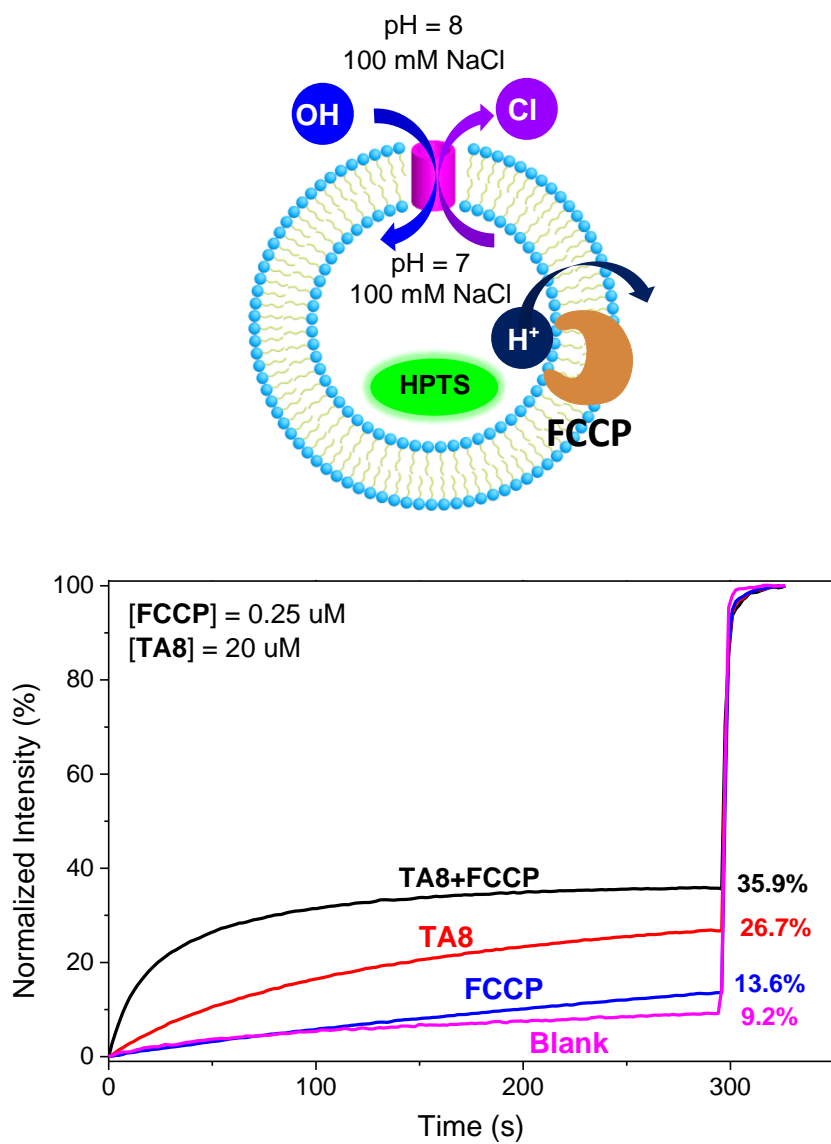 pH = 8
100 mM NaCl
OH
Cl
pH = 7
100 mM NaCl
H⁺
HPTS
FCCP
[FCCP] = 0.25 uM
[TA8] = 20 uM
Normalized Intensity (%)
100
80
60
40
20
0
TA8+FCCP
35.9%
TA8
26.7%
FCCP
13.6%
Blank
9.2%
0
100
200
300
Time (s)